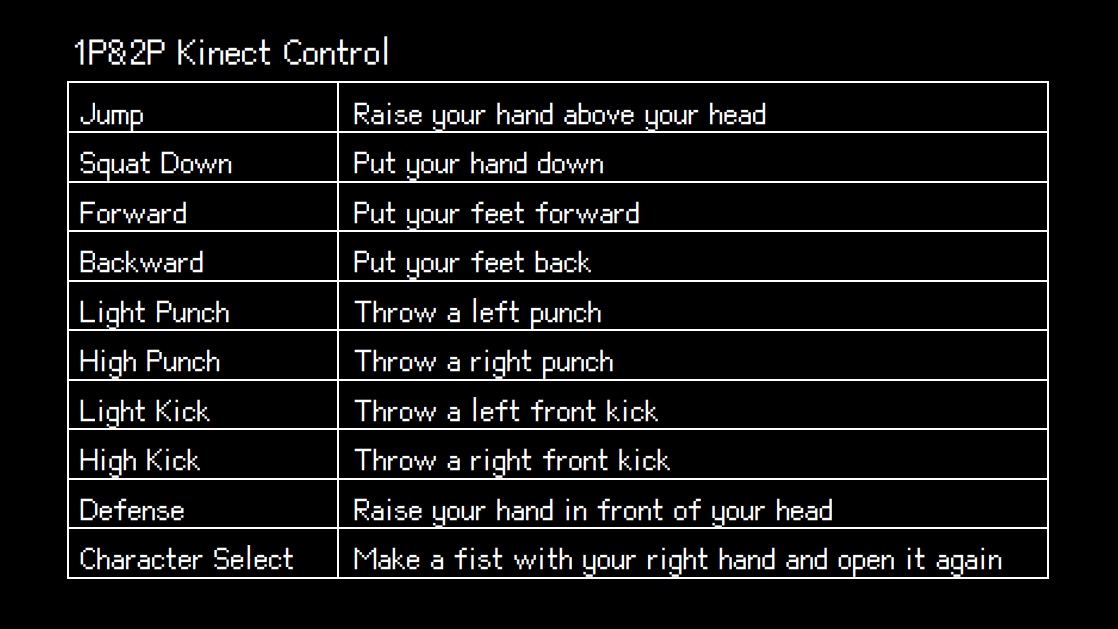 1P&2P Kinect Control
Jump Raise your hand above your head
Squat Down Put your hand down
Forward Put your feet forward
Backward Put your feet back
Light Punch Throw a left punch
High Punch Throw a right punch
Light Kick Throw a left front kick
High Kick Throw a right front kick
Defense Raise your hand in front of your head
Character Select Make a fist with your right hand and open it again